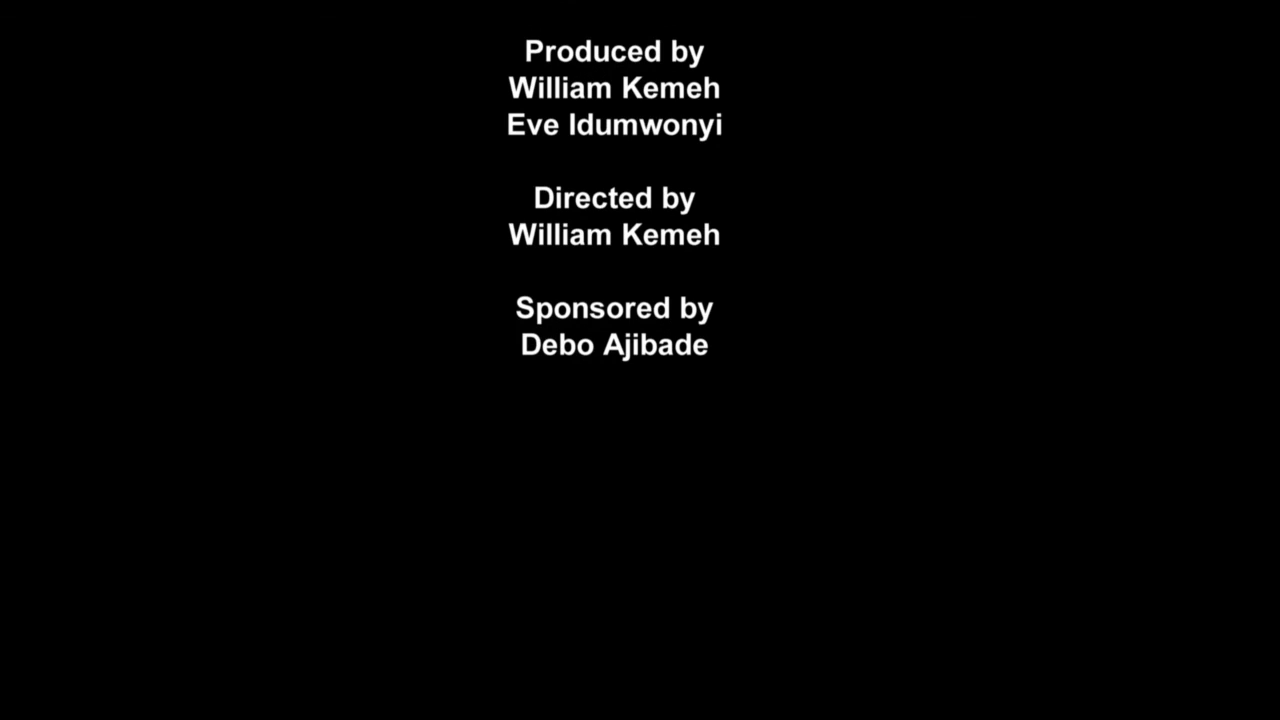 Produced by
William Kemeh
Eve Idumwonyi
Directed by
William Kemeh
Sponsored by
Debo Ajibade